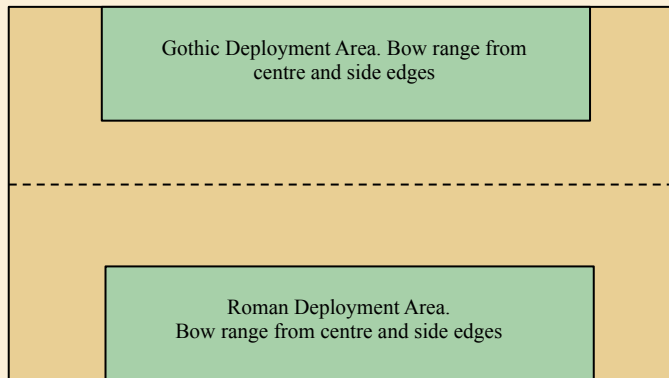 Gothic Deployment Area. Bow range from
centre and side edges
Roman Deployment Area.
Bow range from centre and side edges